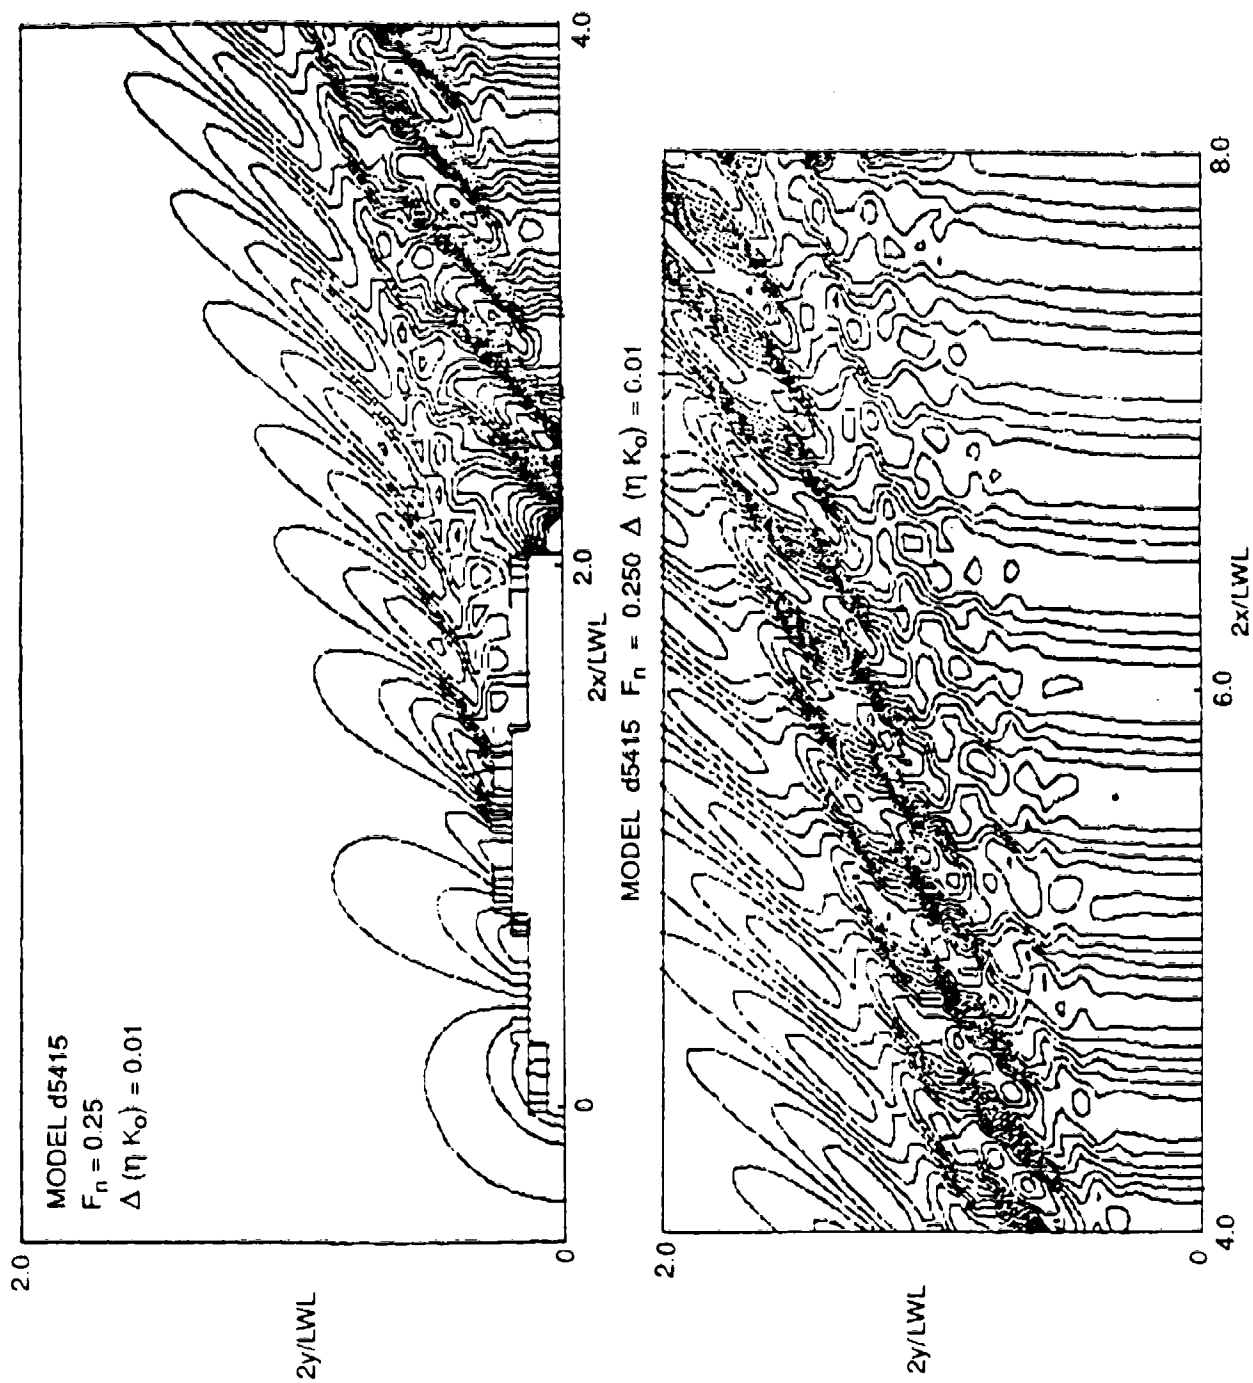 MODEL d5415
Fn = 0.25
Δ (η Ko) = 0.01
2.0
2y/LWL
0
0
2.0
4.0
2x/LWL
MODEL d5415 Fn = 0.250 Δ (η Ko) = 0.01
2.0
2y/LWL
0
4.0
6.0
8.0
2x/LWL